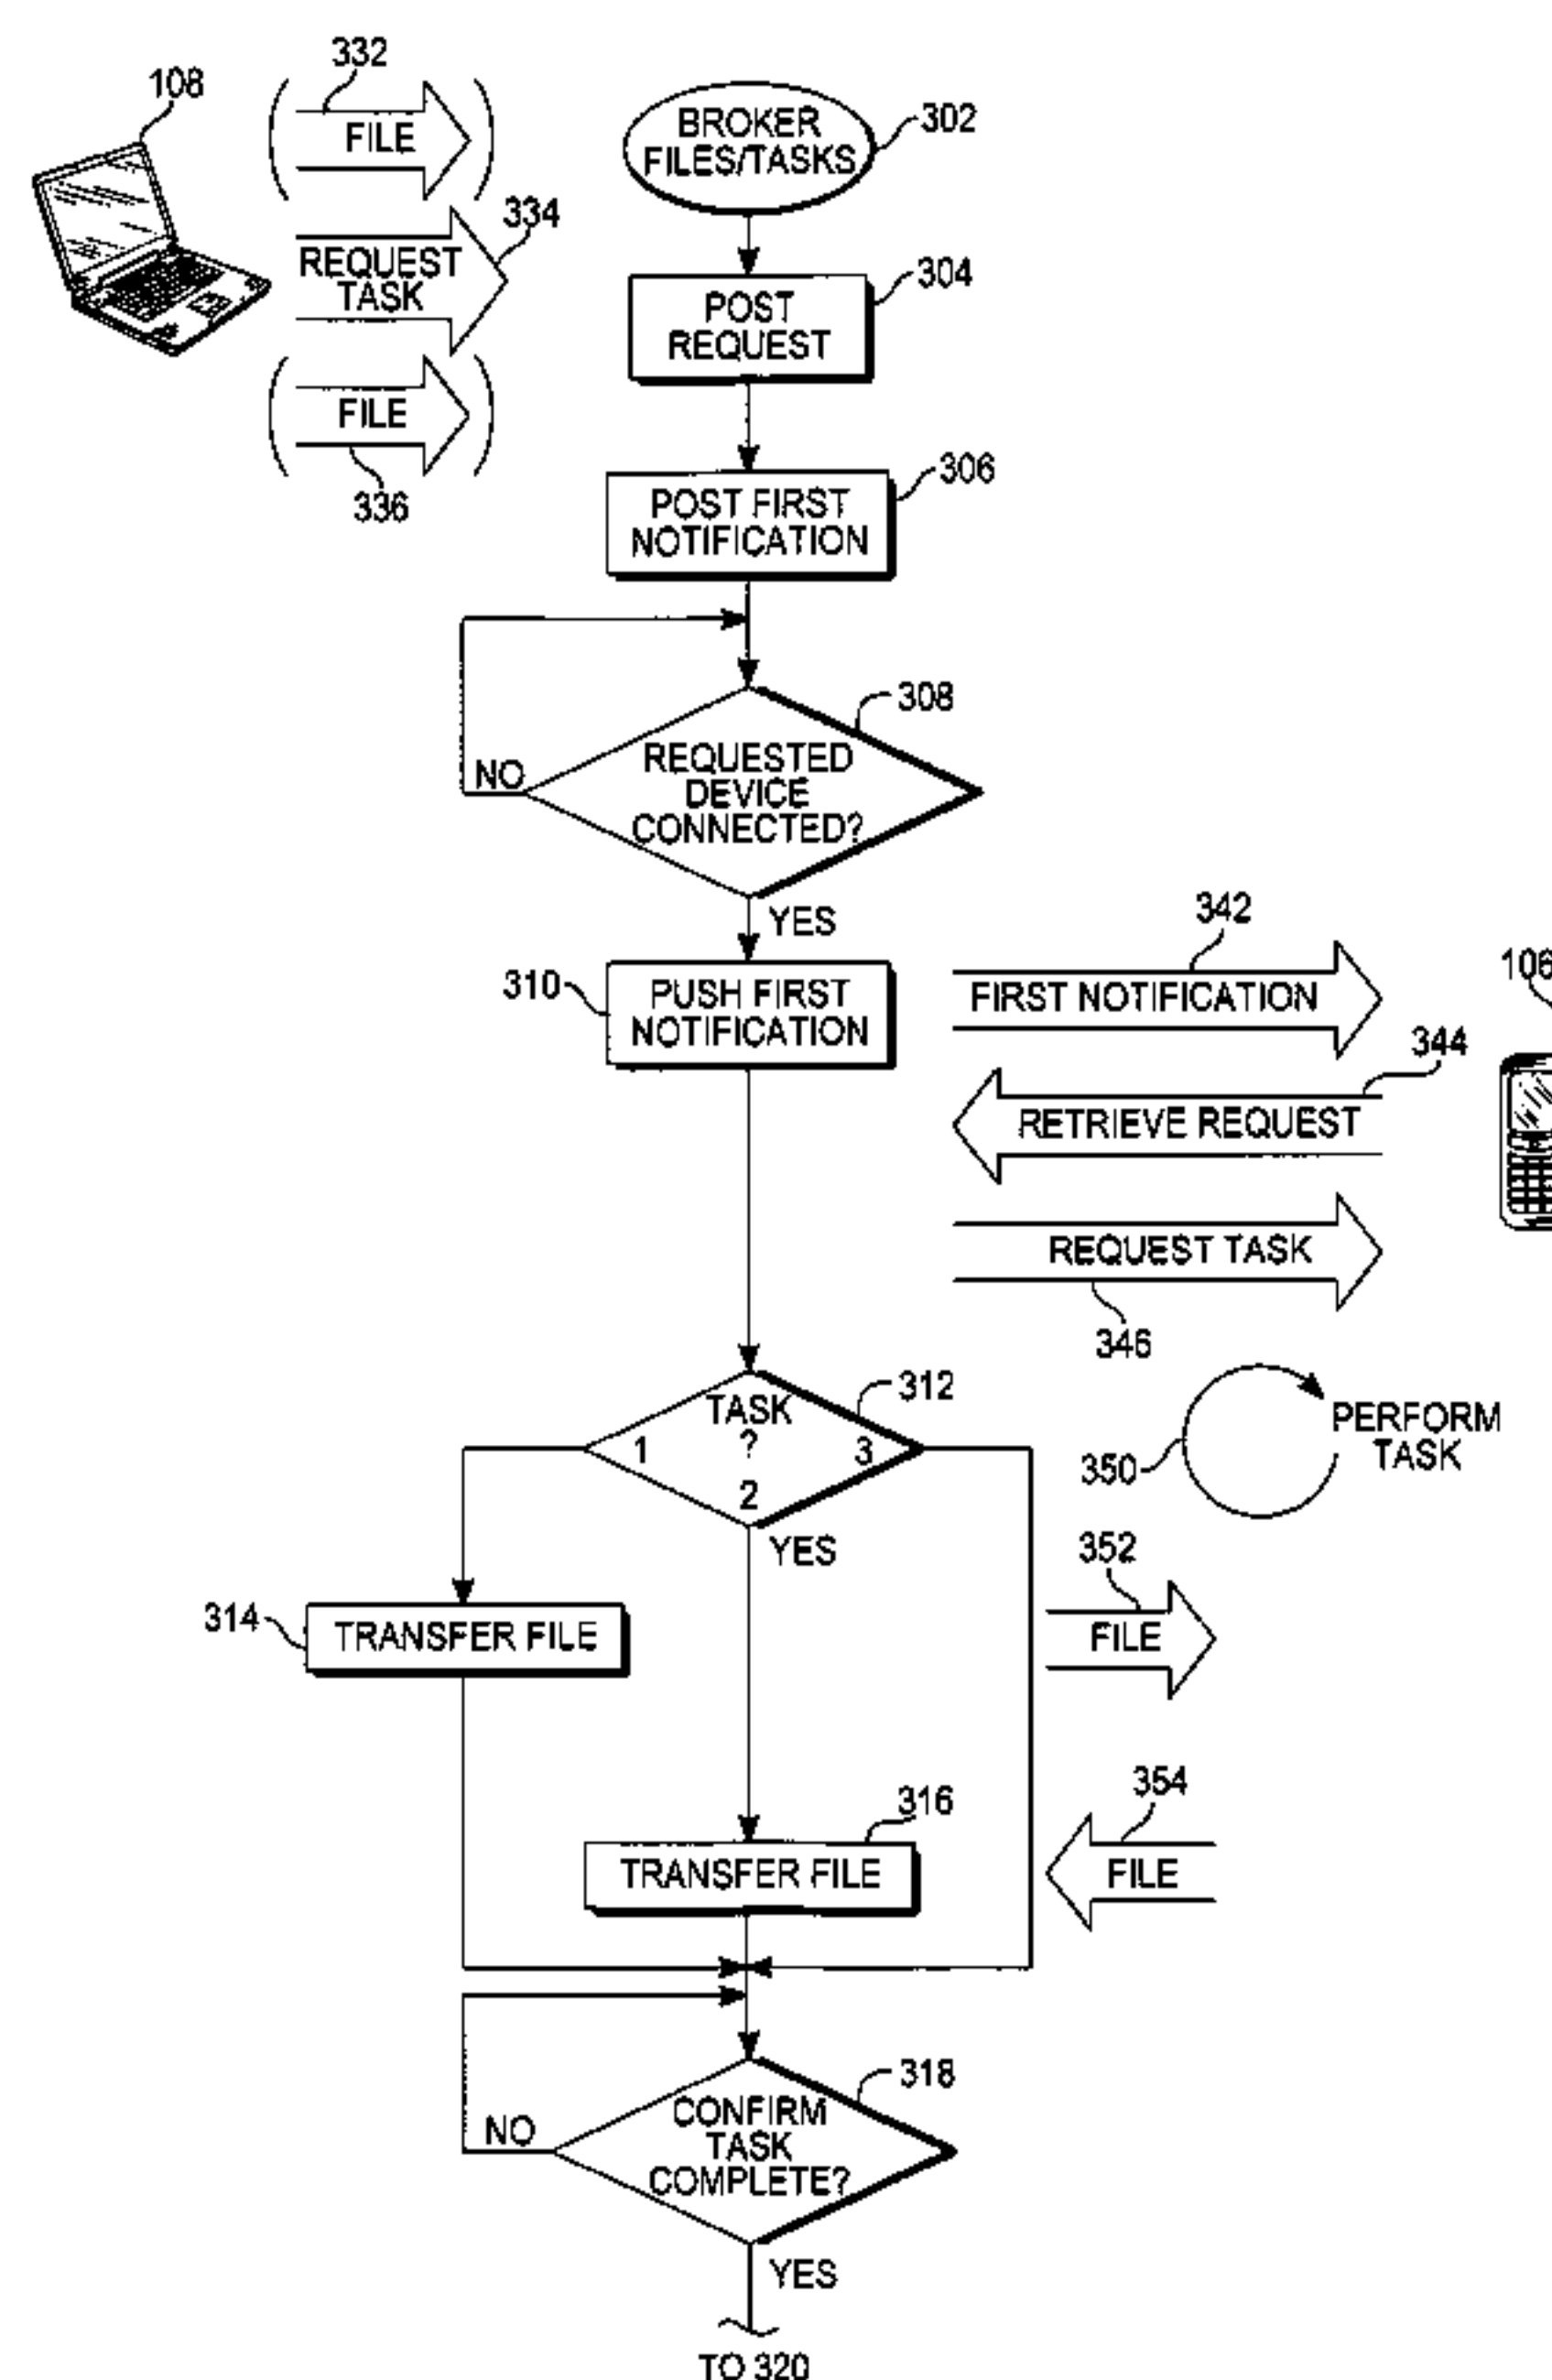 332
108
FILE
BROKER
FILES/TASKS
302
334
REQUEST
TASK
304
POST
REQUEST
FILE
336
306
POST FIRST
NOTIFICATION
308
NO
REQUESTED
DEVICE
CONNECTED?
YES
342
310
PUSH FIRST
NOTIFICATION
FIRST NOTIFICATION
106
344
RETRIEVE REQUEST
REQUEST TASK
346
312
TASK
?
1
3
2
YES
350
PERFORM
TASK
352
314
TRANSFER FILE
FILE
354
316
TRANSFER FILE
FILE
318
NO
CONFIRM
TASK
COMPLETE?
YES
TO 320